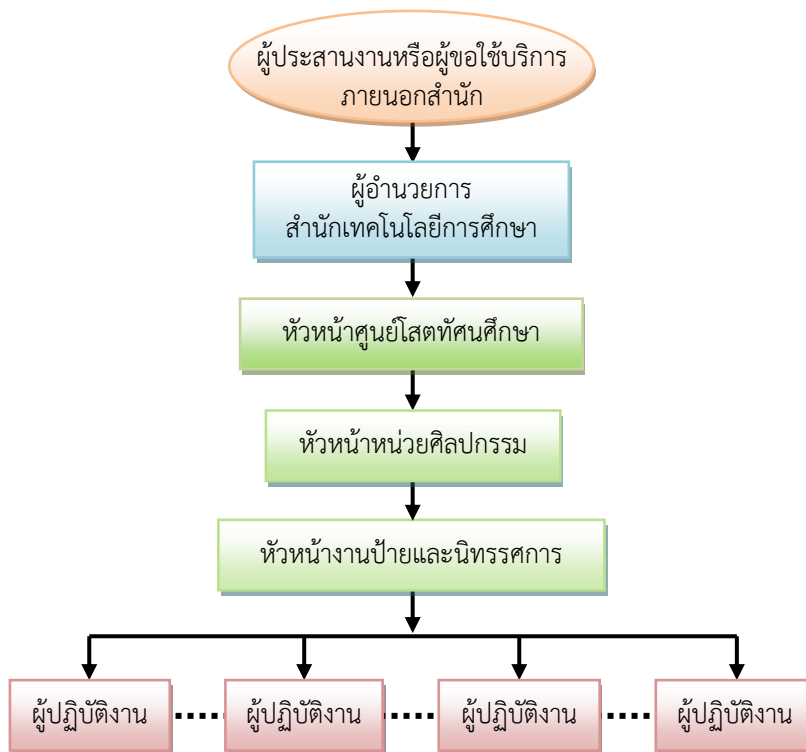 ผู้ประสานงานหรือผู้ขอใช้บริการ
ภายนอกสำนัก
ผู้อำนวยการ
สำนักเทคโนโลยีการศึกษา
หัวหน้าศูนย์โสตทัศนศึกษา
หัวหน้าหน่วยศิลปกรรม
หัวหน้างานป้ายและนิทรรศการ
ผู้ปฏิบัติงาน ผู้ปฏิบัติงาน ผู้ปฏิบัติงาน ผู้ปฏิบัติงาน